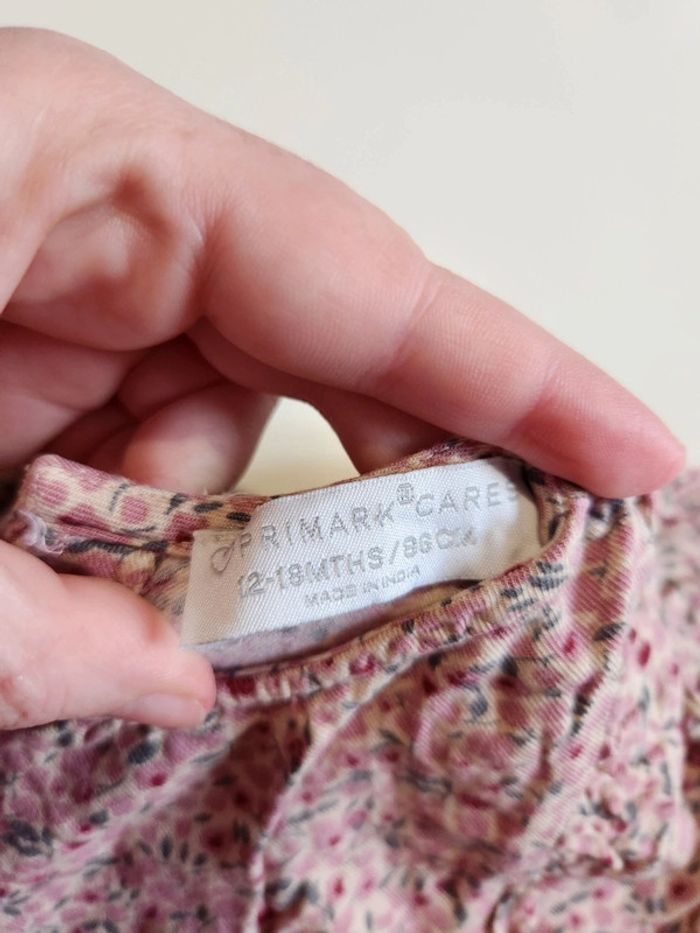 PRIMARK® CARES
12-18MTHS/86CM
MADE IN INDIA